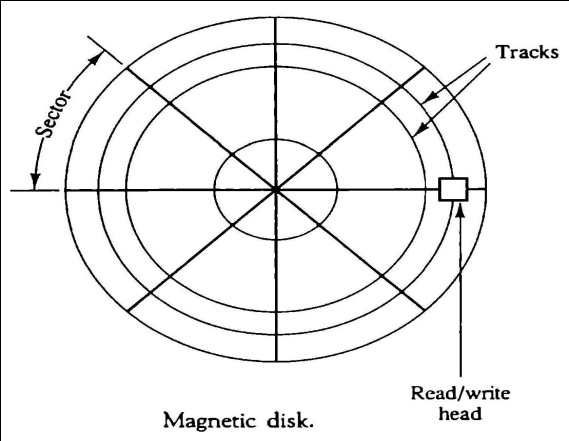 Tracks
Sector
Read/write
head
Magnetic disk.